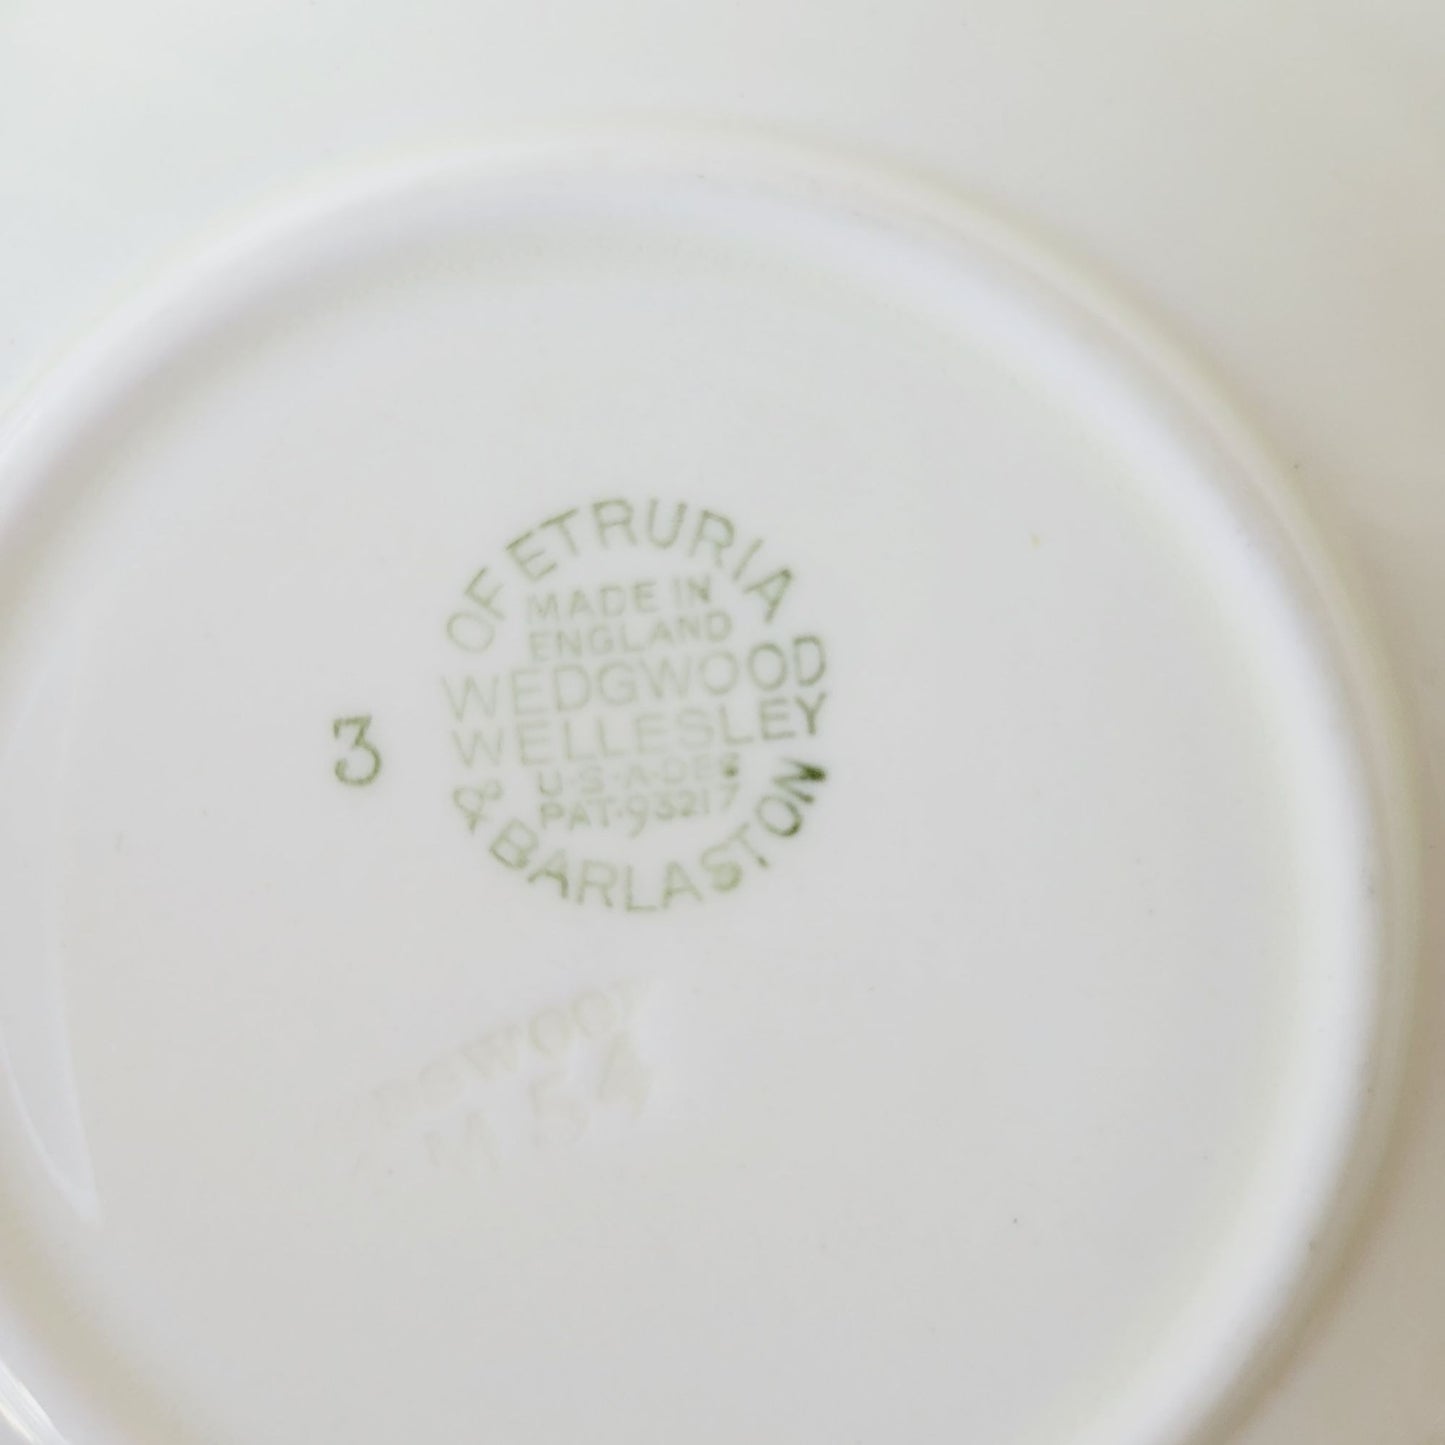 OF ETRURIA
MADE IN
ENGLAND
WEDGWOOD
WELLESLEY
U·S·A·DES
PAT·93217
& BARLASTON
3